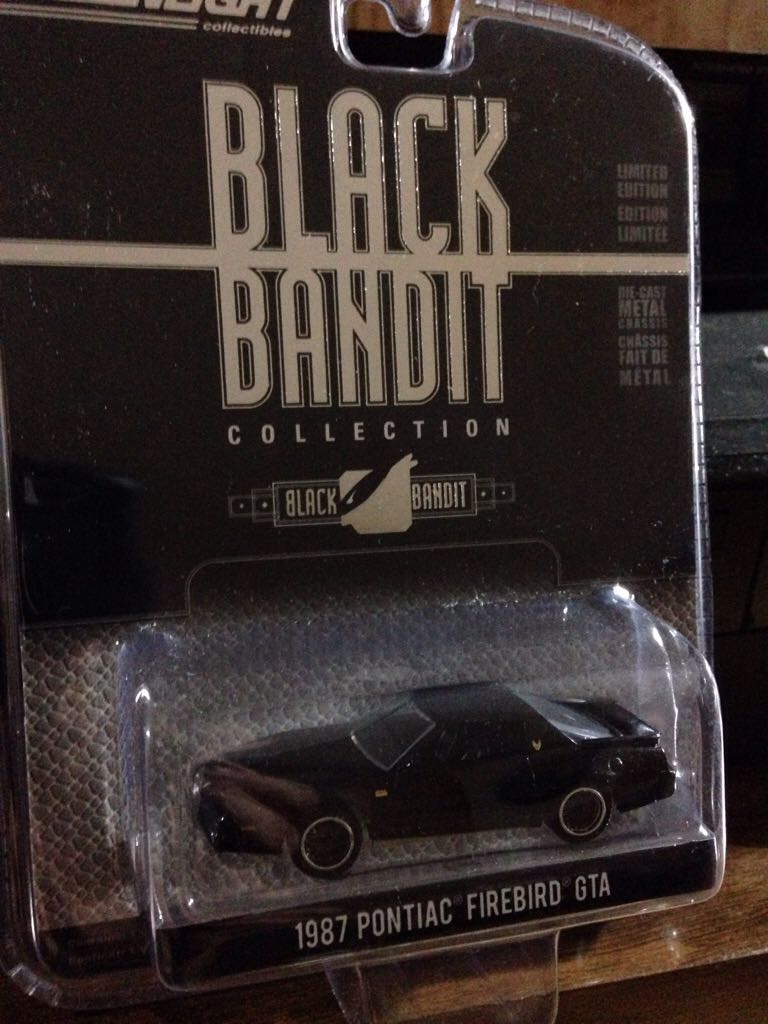 collectibles
BLACK
BANDIT
COLLECTION
LIMITED
EDITION
ÉDITION
LIMITÉE
DIE-CAST
METAL
CHASSIS
CHÂSSIS
FAIT DE
MÉTAL
BLACK BANDIT
1987 PONTIAC® FIREBIRD® GTA